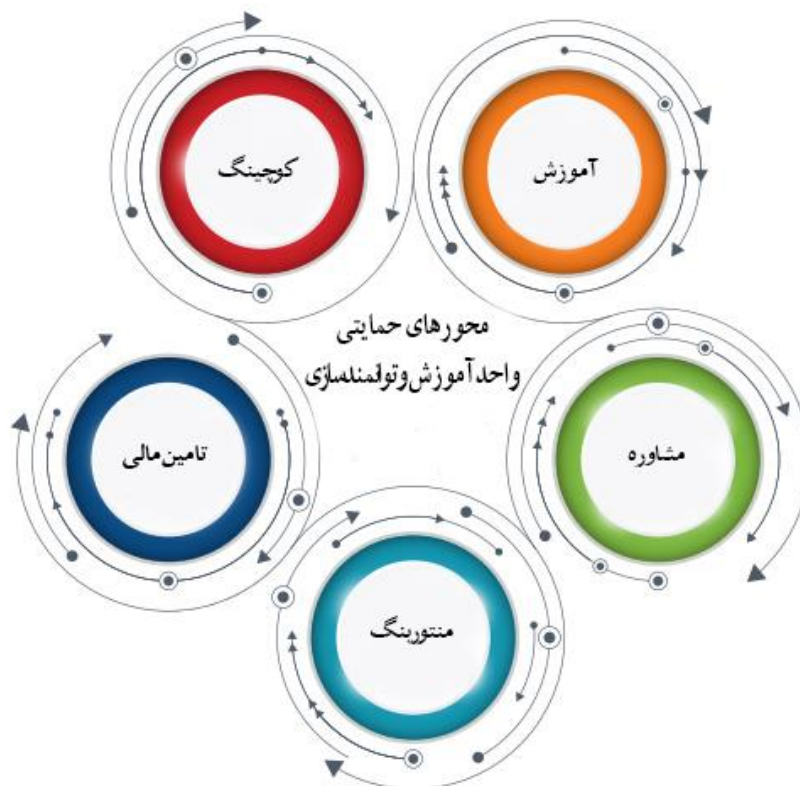 کوچینگ
آموزش
محورهای حمایتی
واحد آموزش و توانمندسازی
تامین مالی
مشاوره
منتورینگ